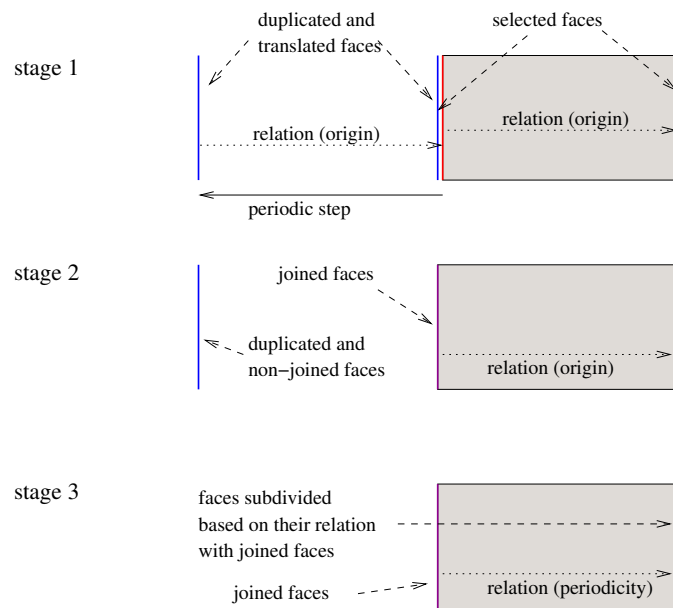 duplicated and
translated faces
selected faces
stage 1
relation (origin)
relation (origin)
periodic step
stage 2
joined faces
duplicated and
non−joined faces
relation (origin)
stage 3
faces subdivided
based on their relation
with joined faces
joined faces
relation (periodicity)